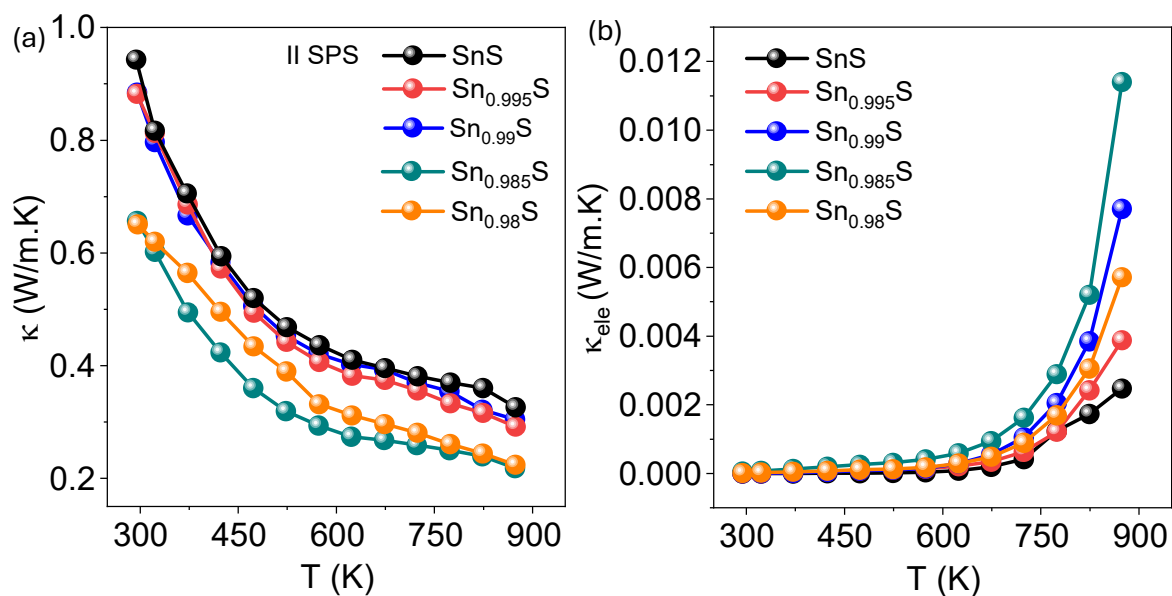 (a)
II SPS
SnS
Sn0.995S
Sn0.99S
Sn0.985S
Sn0.98S
κ (W/m.K)
1.0
0.8
0.6
0.4
0.2
300 450 600 750 900
T (K)
(b)
SnS
Sn0.995S
Sn0.99S
Sn0.985S
Sn0.98S
κele (W/m.K)
0.012
0.010
0.008
0.006
0.004
0.002
0.000
300 450 600 750 900
T (K)